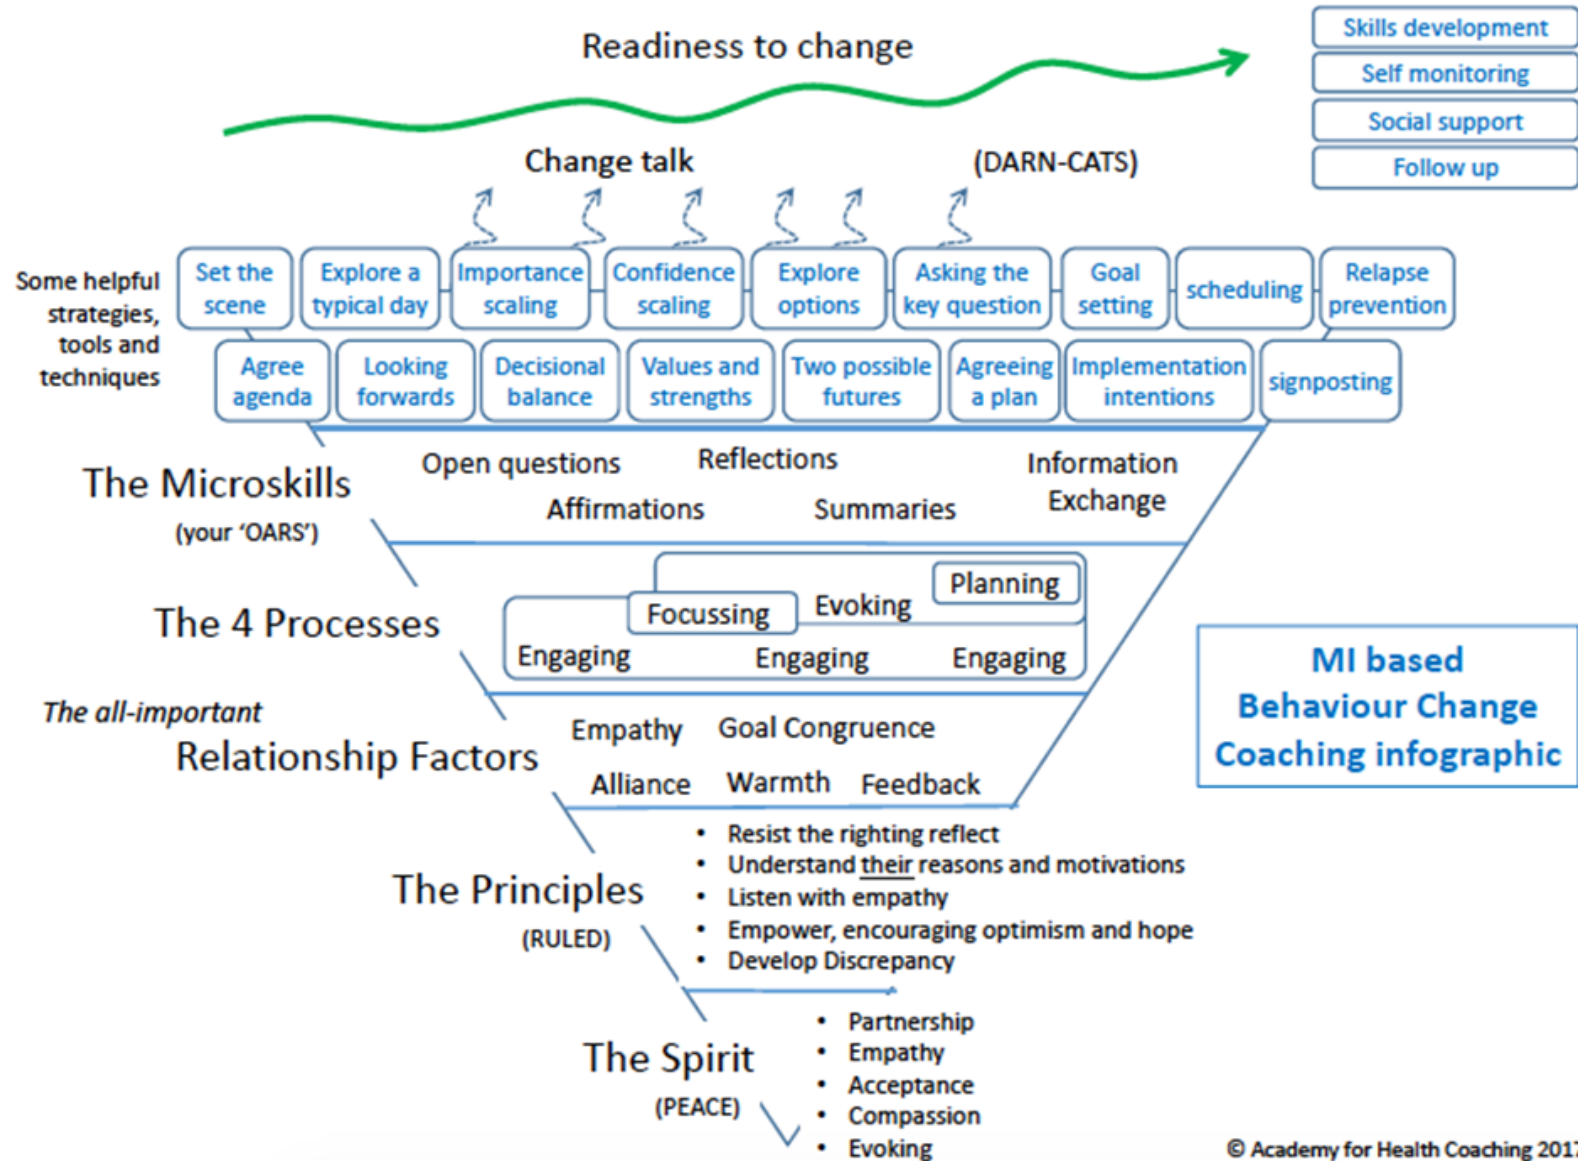 Readiness to change
Skills development
Self monitoring
Social support
Follow up
Change talk
(DARN-CATS)
Some helpful
strategies,
tools and
techniques
Set the
scene
Explore a
typical day
Importance
scaling
Confidence
scaling
Explore
options
Asking the
key question
Goal
setting
scheduling
Relapse
prevention
Agree
agenda
Looking
forwards
Decisional
balance
Values and
strengths
Two possible
futures
Agreeing
a plan
Implementation
intentions
signposting
The Microskills
(your 'OARS')
Open questions
Reflections
Information
Exchange
Affirmations
Summaries
The 4 Processes
Planning
Focussing
Evoking
Engaging
Engaging
Engaging
MI based
Behaviour Change
Coaching infographic
The all-important
Relationship Factors
Empathy
Goal Congruence
Alliance
Warmth
Feedback
The Principles
(RULED)
• Resist the righting reflect
• Understand their reasons and motivations
• Listen with empathy
• Empower, encouraging optimism and hope
• Develop Discrepancy
The Spirit
(PEACE)
• Partnership
• Empathy
• Acceptance
• Compassion
• Evoking
© Academy for Health Coaching 2017